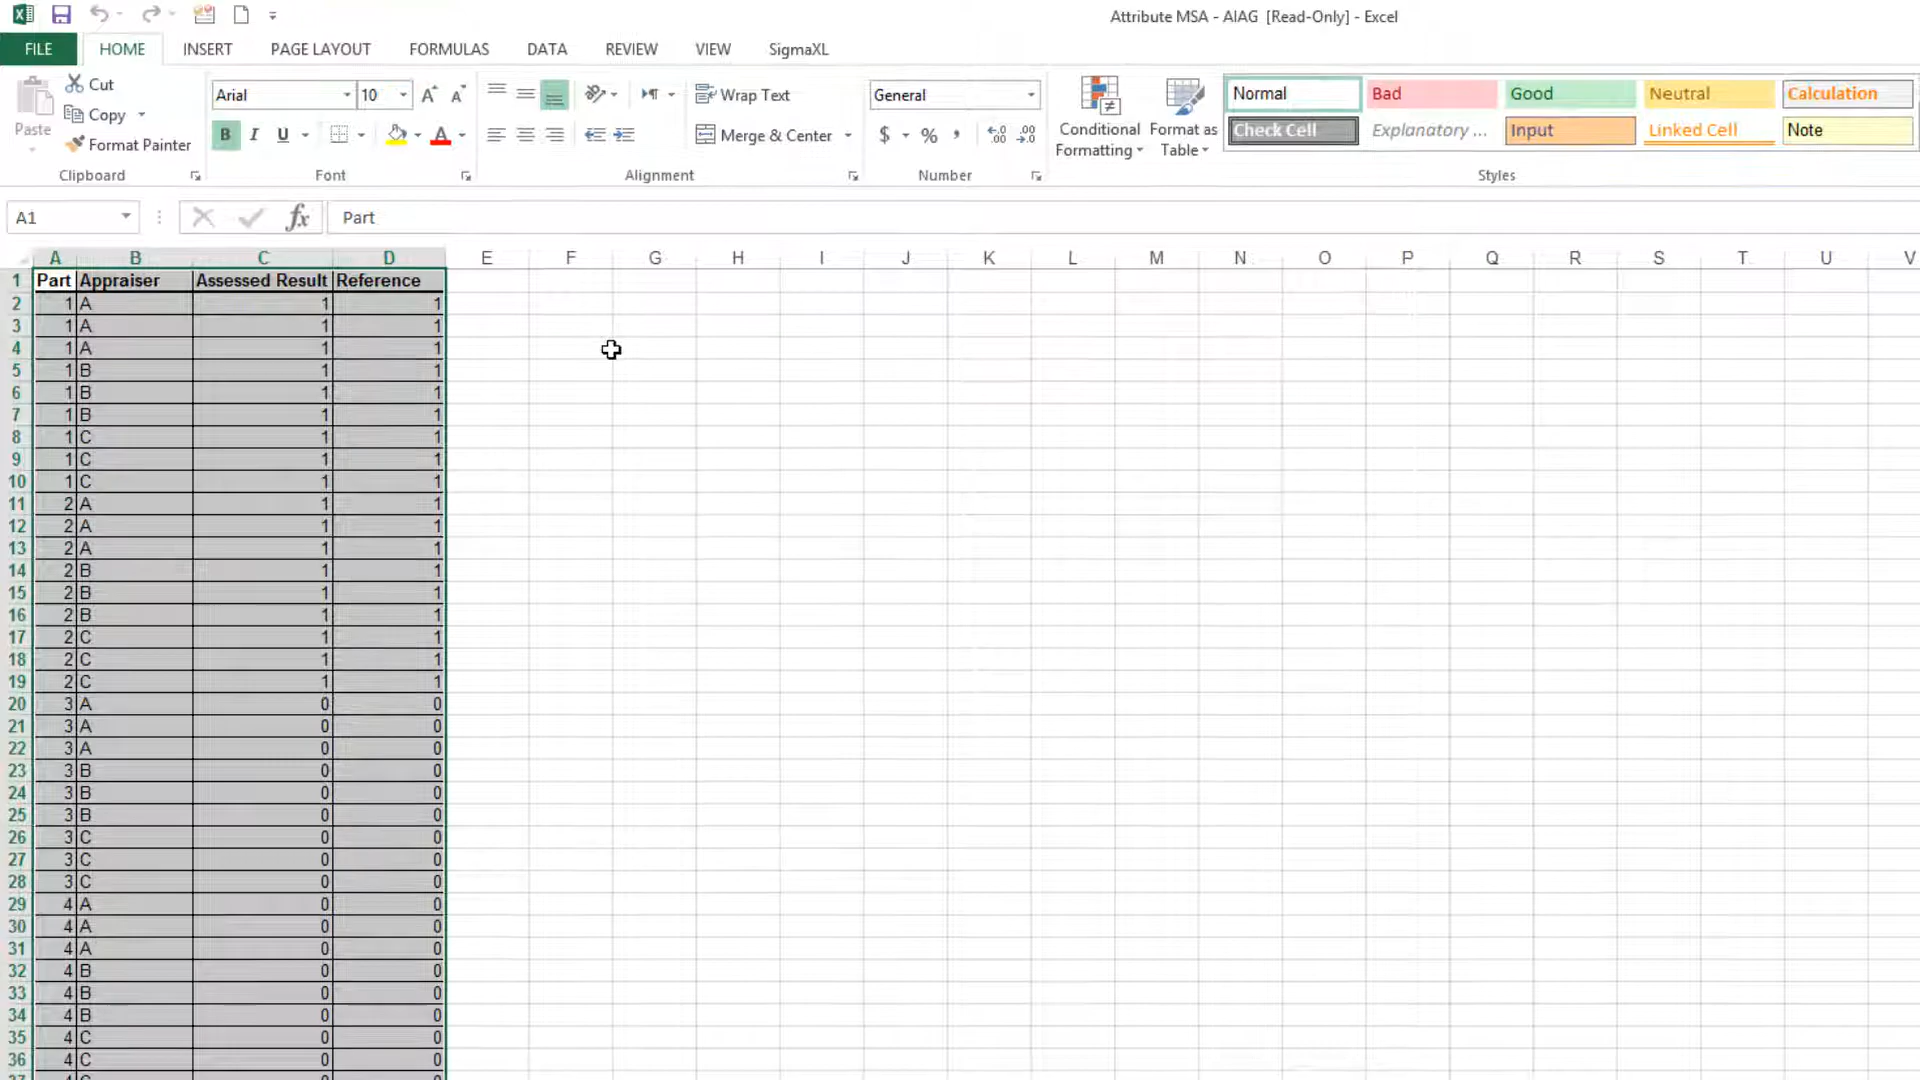 Attribute MSA - AIAG [Read-Only] - Excel
FILE HOME INSERT PAGE LAYOUT FORMULAS DATA REVIEW VIEW SigmaXL
Paste
Cut
Copy
Format Painter
Clipboard
Arial 10
B I U
Font
Wrap Text
Merge & Center
Alignment
General
$ % ,
Number
Conditional Formatting
Format as Table
Normal Bad Good Neutral Calculation
Check Cell Explanatory ... Input Linked Cell Note
Styles
A1 fx Part
A B C D E F G H I J K L M N O P Q R S T U V
1 Part Appraiser Assessed Result Reference
2 1 A 1 1
3 1 A 1 1
4 1 A 1 1
5 1 B 1 1
6 1 B 1 1
7 1 B 1 1
8 1 C 1 1
9 1 C 1 1
10 1 C 1 1
11 2 A 1 1
12 2 A 1 1
13 2 A 1 1
14 2 B 1 1
15 2 B 1 1
16 2 B 1 1
17 2 C 1 1
18 2 C 1 1
19 2 C 1 1
20 3 A 0 0
21 3 A 0 0
22 3 A 0 0
23 3 B 0 0
24 3 B 0 0
25 3 B 0 0
26 3 C 0 0
27 3 C 0 0
28 3 C 0 0
29 4 A 0 0
30 4 A 0 0
31 4 A 0 0
32 4 B 0 0
33 4 B 0 0
34 4 B 0 0
35 4 C 0 0
36 4 C 0 0